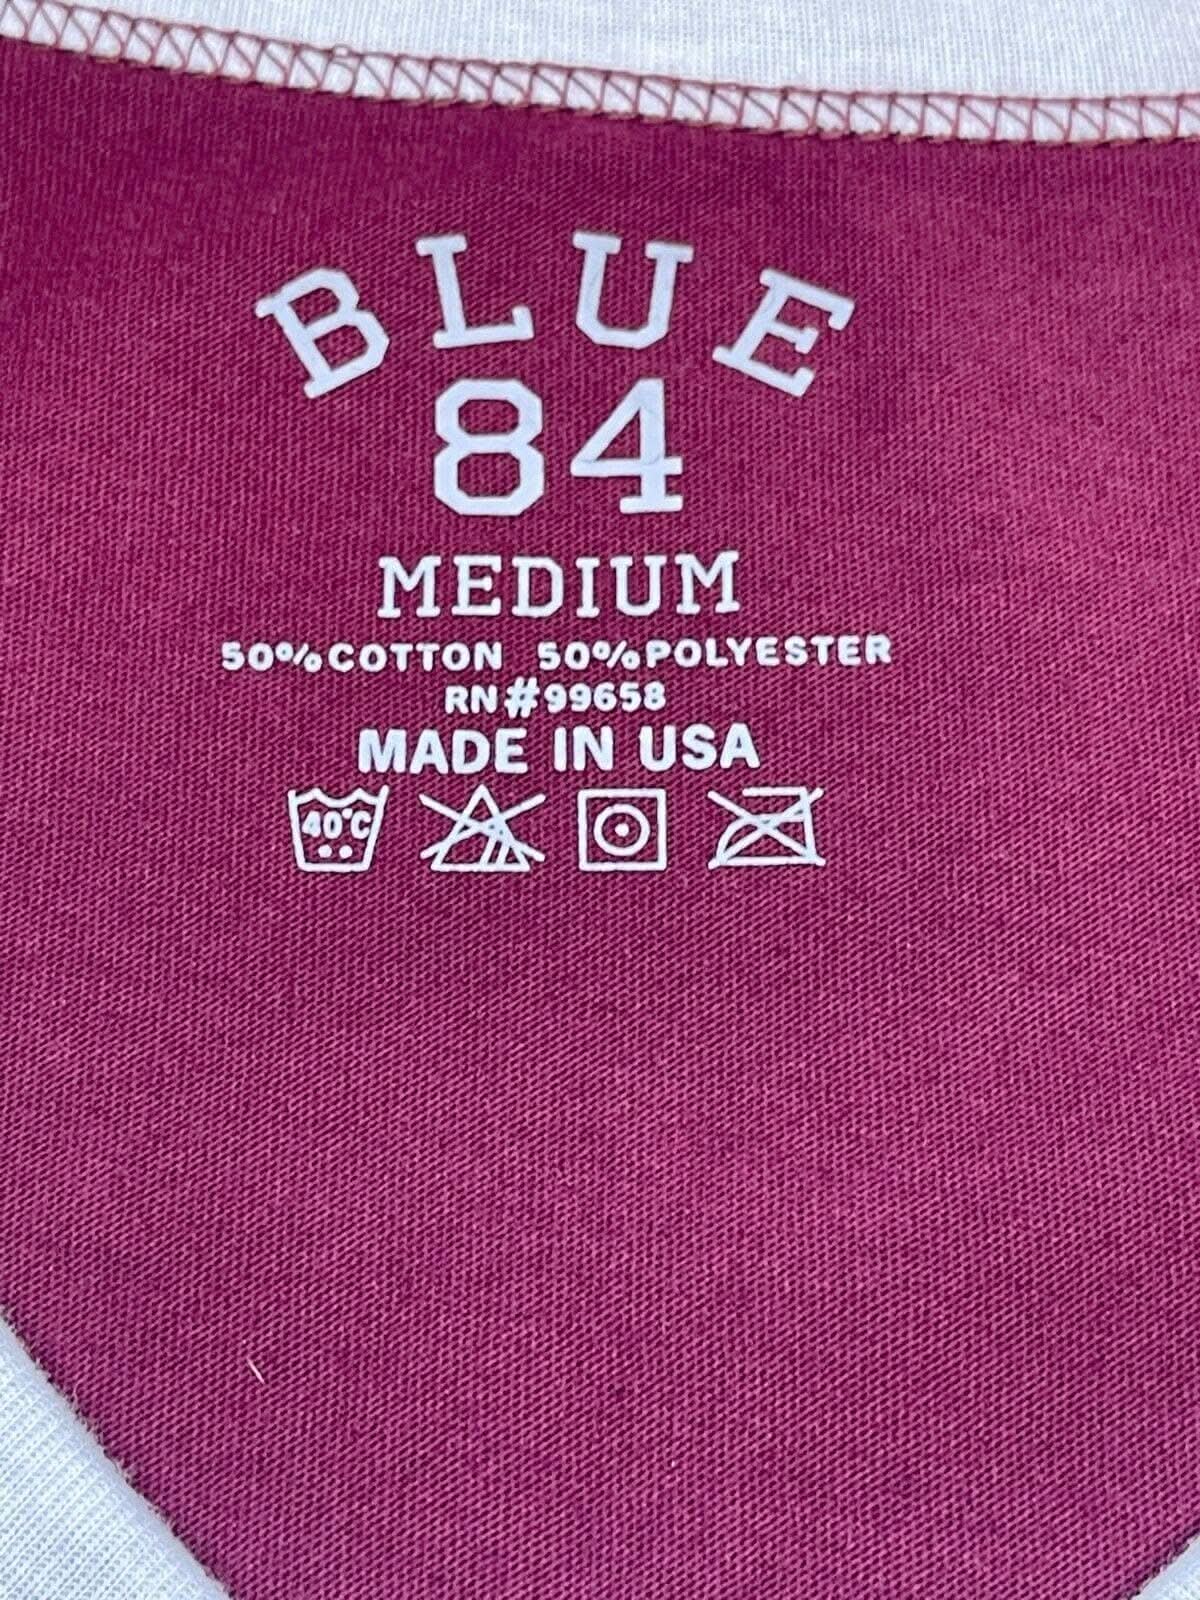 BLUE
84
MEDIUM
50% COTTON 50% POLYESTER
RN#99658
MADE IN USA
40°C